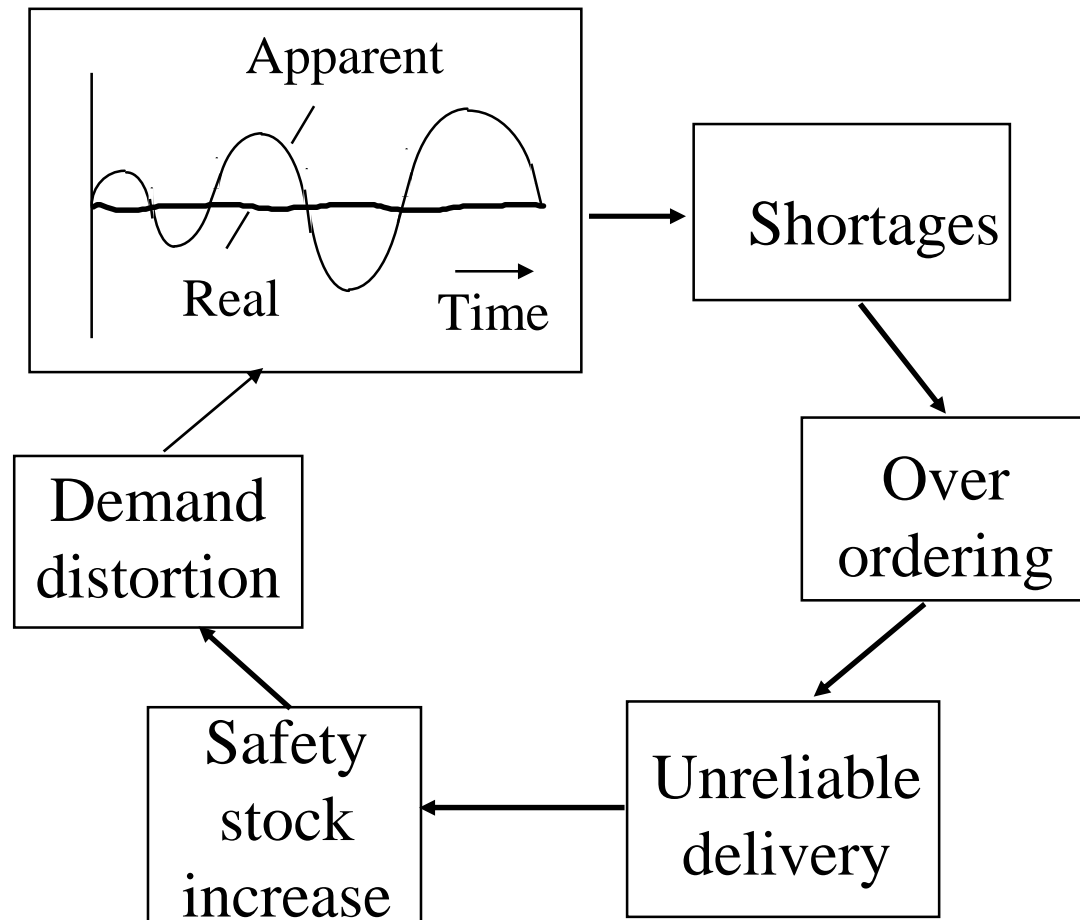 Apparent
Real
Time
Shortages
Over
ordering
Unreliable
delivery
Safety
stock
increase
Demand
distortion